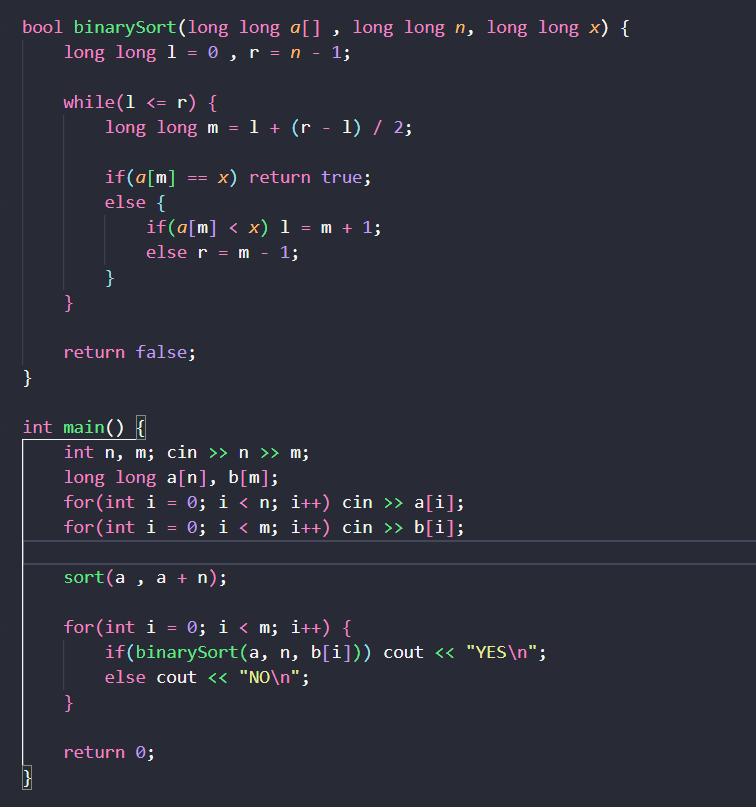 bool binarySort(long long a[] , long long n, long long x) {
    long long l = 0 , r = n - 1;
    while(l <= r) {
        long long m = l + (r - l) / 2;
        if(a[m] == x) return true;
        else {
            if(a[m] < x) l = m + 1;
            else r = m - 1;
        }
    }
    return false;
}
int main() {
    int n, m; cin >> n >> m;
    long long a[n], b[m];
    for(int i = 0; i < n; i++) cin >> a[i];
    for(int i = 0; i < m; i++) cin >> b[i];
    sort(a , a + n);
    for(int i = 0; i < m; i++) {
        if(binarySort(a, n, b[i])) cout << "YES\n";
        else cout << "NO\n";
    }
    return 0;
}